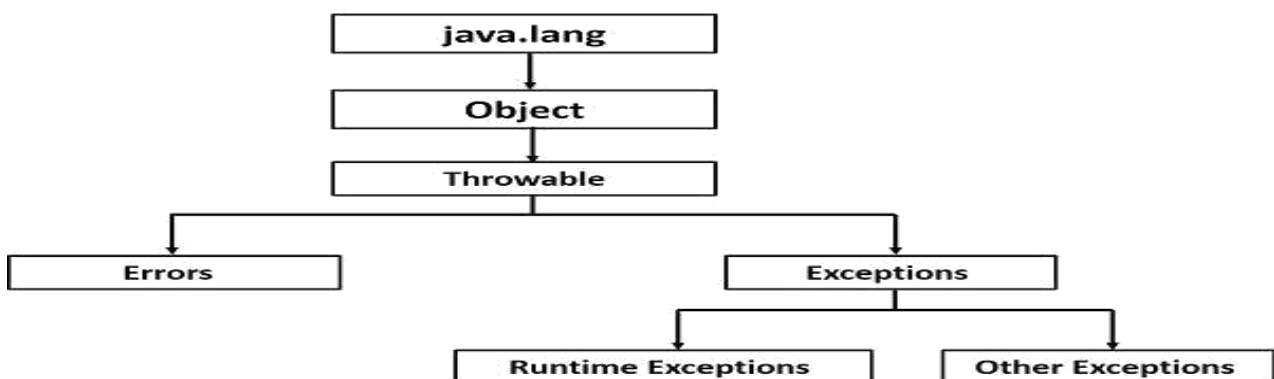 java.lang
Object
Throwable
Errors
Exceptions
Runtime Exceptions
Other Exceptions